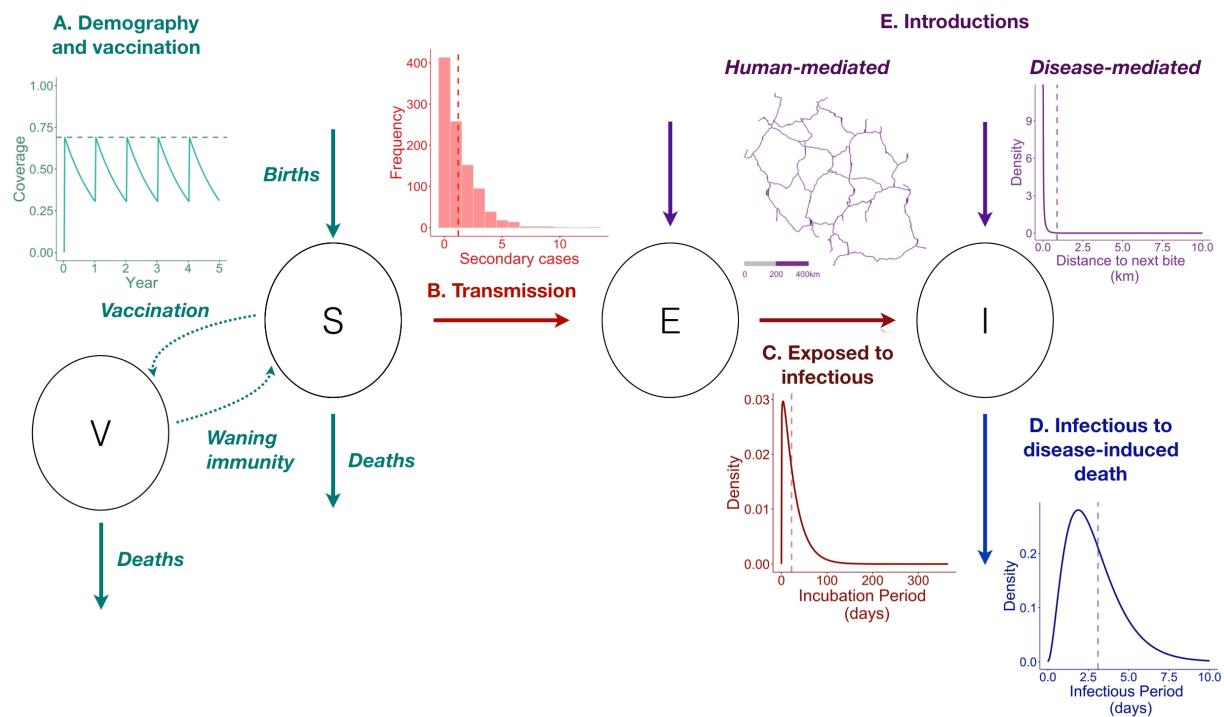 A. Demography
and vaccination
1.00
0.75
0.50
0.25
0.00
Coverage
0 1 2 3 4 5
Year
Births
400
300
200
100
0
Frequency
0 5 10
Secondary cases
E. Introductions
Human-mediated
0 200 400km
Disease-mediated
9
6
3
0
Density
0.0 2.5 5.0 7.5 10.0
Distance to next bite
(km)
Vaccination
S
B. Transmission
E
I
V
Waning
immunity
Deaths
Deaths
C. Exposed to
infectious
0.03
0.02
0.01
0.00
Density
0 100 200 300
Incubation Period
(days)
D. Infectious to
disease-induced
death
0.2
0.1
0.0
Density
0.0 2.5 5.0 7.5 10.0
Infectious Period
(days)